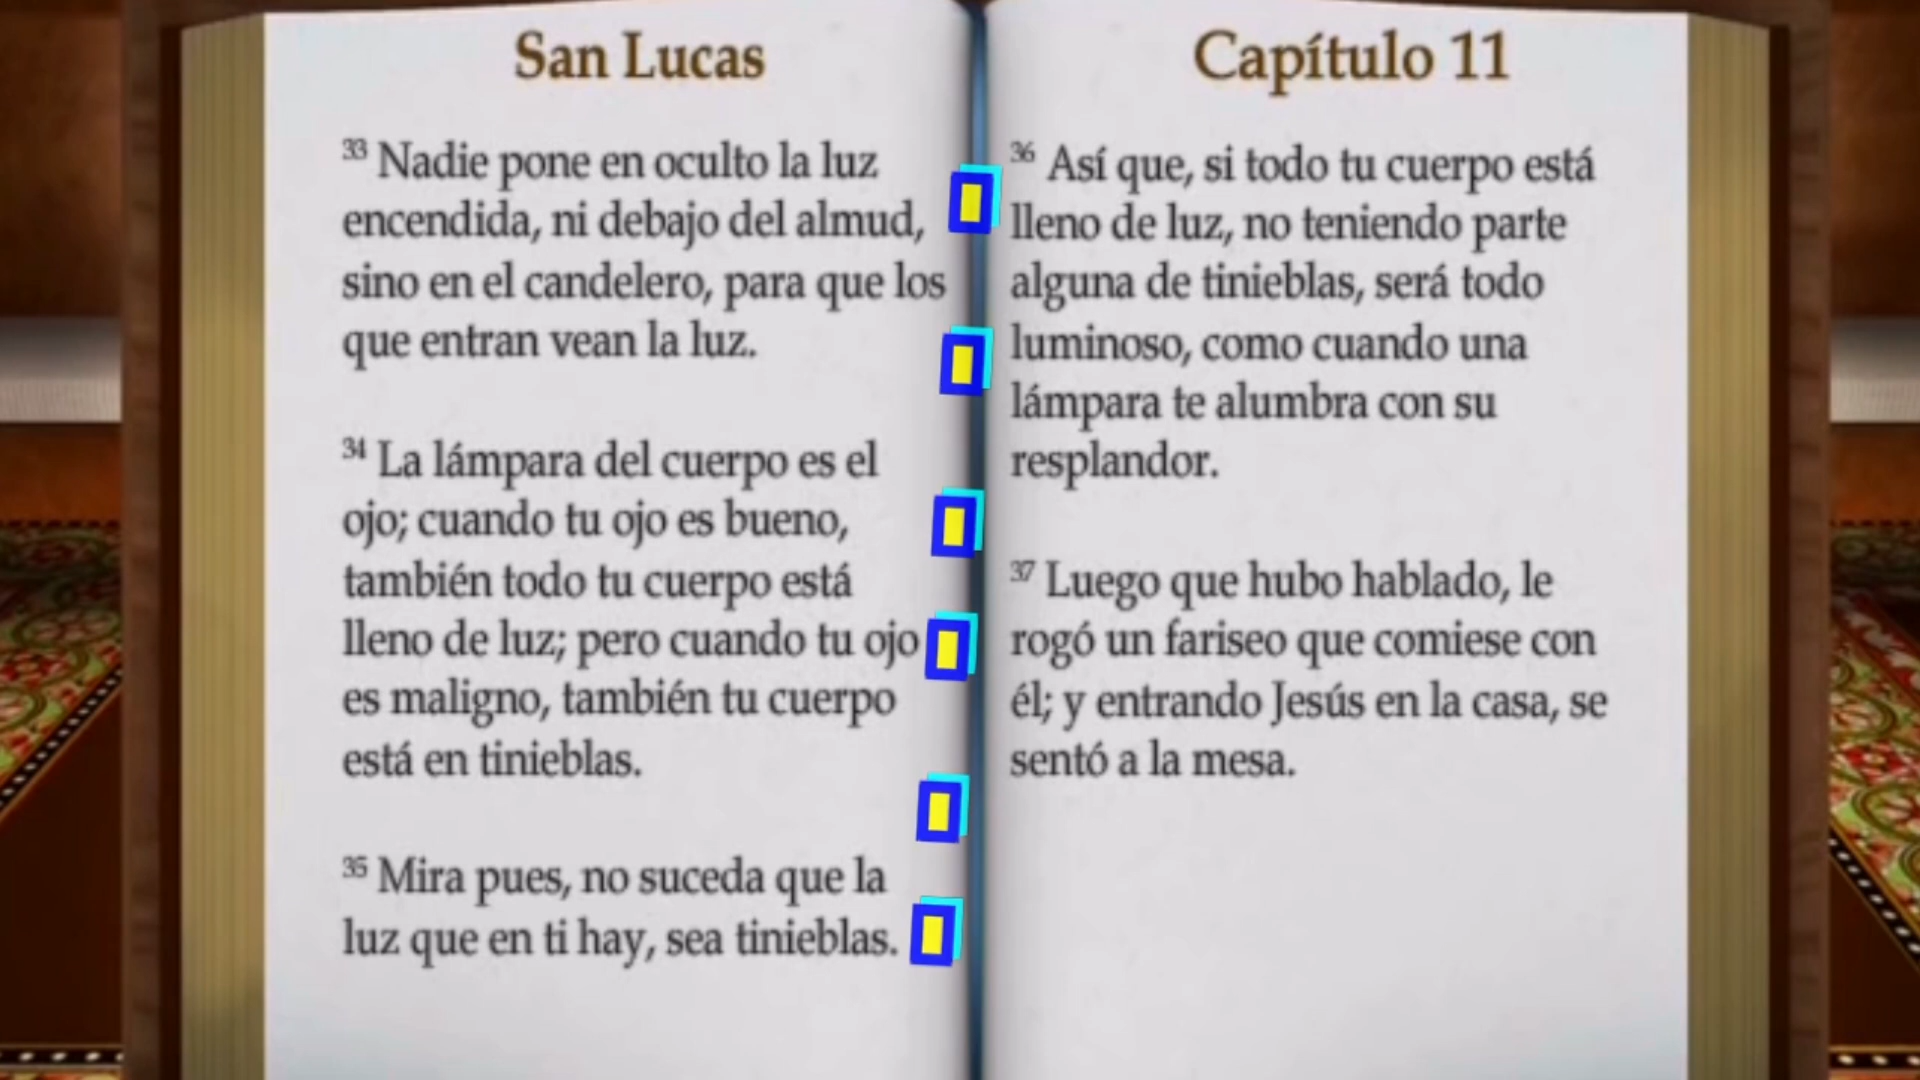 San Lucas
33 Nadie pone en oculto la luz
encendida, ni debajo del almud,
sino en el candelero, para que los
que entran vean la luz.
34 La lámpara del cuerpo es el
ojo; cuando tu ojo es bueno,
también todo tu cuerpo está
lleno de luz; pero cuando tu ojo
es maligno, también tu cuerpo
está en tinieblas.
35 Mira pues, no suceda que la
luz que en ti hay, sea tinieblas.
Capítulo 11
36 Así que, si todo tu cuerpo está
lleno de luz, no teniendo parte
alguna de tinieblas, será todo
luminoso, como cuando una
lámpara te alumbra con su
resplandor.
37 Luego que hubo hablado, le
rogó un fariseo que comiese con
él; y entrando Jesús en la casa, se
sentó a la mesa.